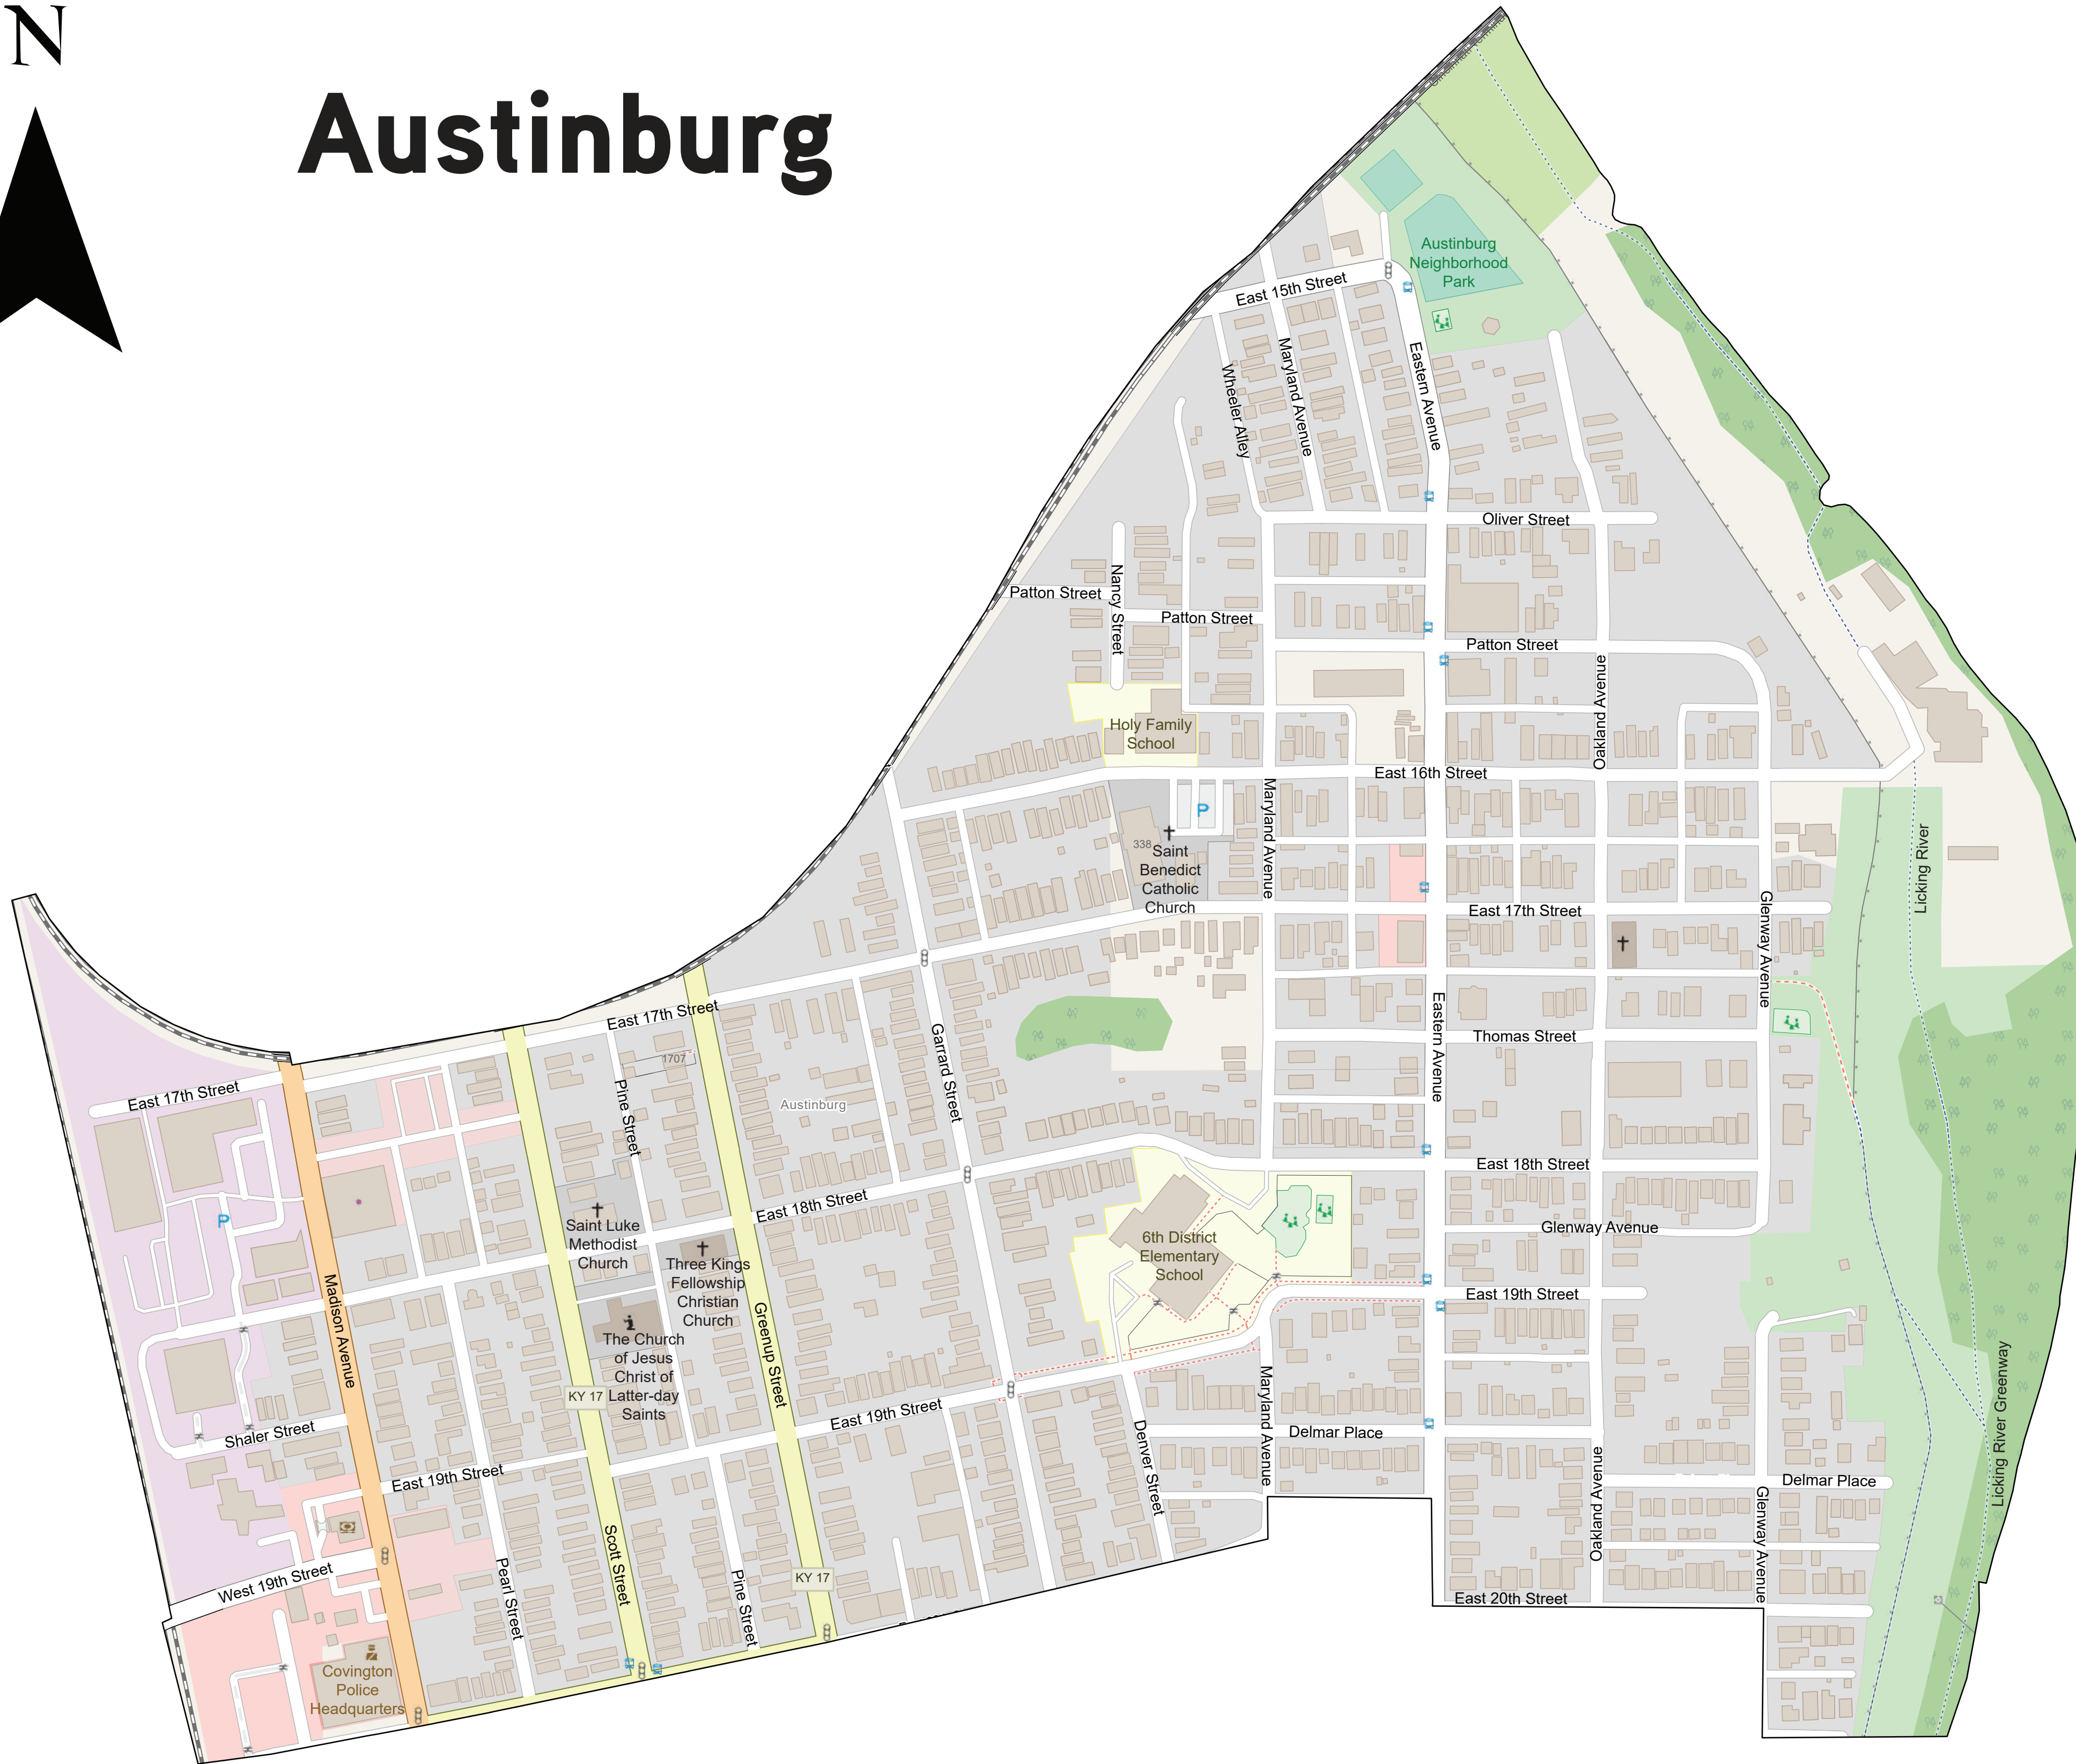 N
Austinburg
Austinburg
Neighborhood
Park
East 15th Street
Wheeler Alley
Maryland Avenue
Eastern Avenue
Oliver Street
Nancy Street
Patton Street
Patton Street
Patton Street
Oakland Avenue
Holy Family
School
East 16th Street
P
338
Saint
Benedict
Catholic
Church
Maryland Avenue
Licking River
East 17th Street
Glenway Avenue
East 17th Street
1707
Garrard Street
Eastern Avenue
Thomas Street
East 17th Street
Pine Street
Austinburg
East 18th Street
East 18th Street
P
Saint Luke
Methodist
Church
Three Kings
Fellowship
Christian
Church
6th District
Elementary
School
Glenway Avenue
Madison Avenue
Greenup Street
East 19th Street
The Church
of Jesus
Christ of
Latter-day
Saints
KY 17
Licking River Greenway
Shaler Street
East 19th Street
Denver Street
Maryland Avenue
Delmar Place
East 19th Street
Oakland Avenue
Delmar Place
Glenway Avenue
Scott Street
Pearl Street
Pine Street
KY 17
West 19th Street
East 20th Street
Covington
Police
Headquarters